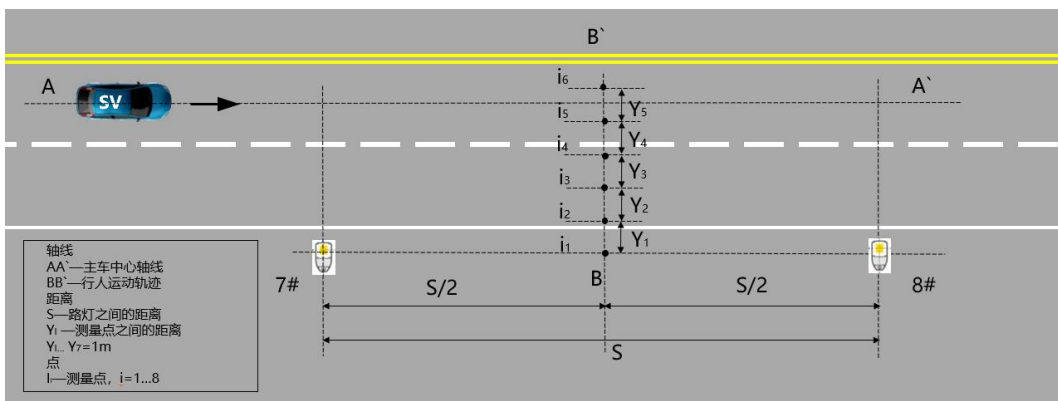 B`
A
SV
A`
i₆
i₅
i₄
i₃
i₂
i₁
Y₅
Y₄
Y₃
Y₂
Y₁
7#
B
8#
S/2
S/2
S
轴线
AA`—主车中心轴线
BB`—行人运动轨迹
距离
S—路灯之间的距离
Yᵢ —测量点之间的距离
Y₁... Y₇=1m
点
Iᵢ—测量点，i=1...8